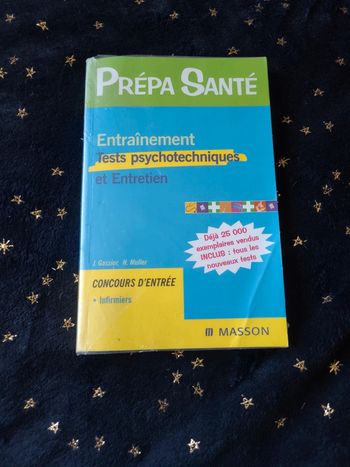 PRÉPA SANTÉ
Entraînement
Tests psychotechniques
et Entretien
Déjà 25 000
exemplaires vendus
INCLUS : tous les
nouveaux tests
J. Gassier, H. Muller
CONCOURS D'ENTRÉE
• Infirmiers
MASSON